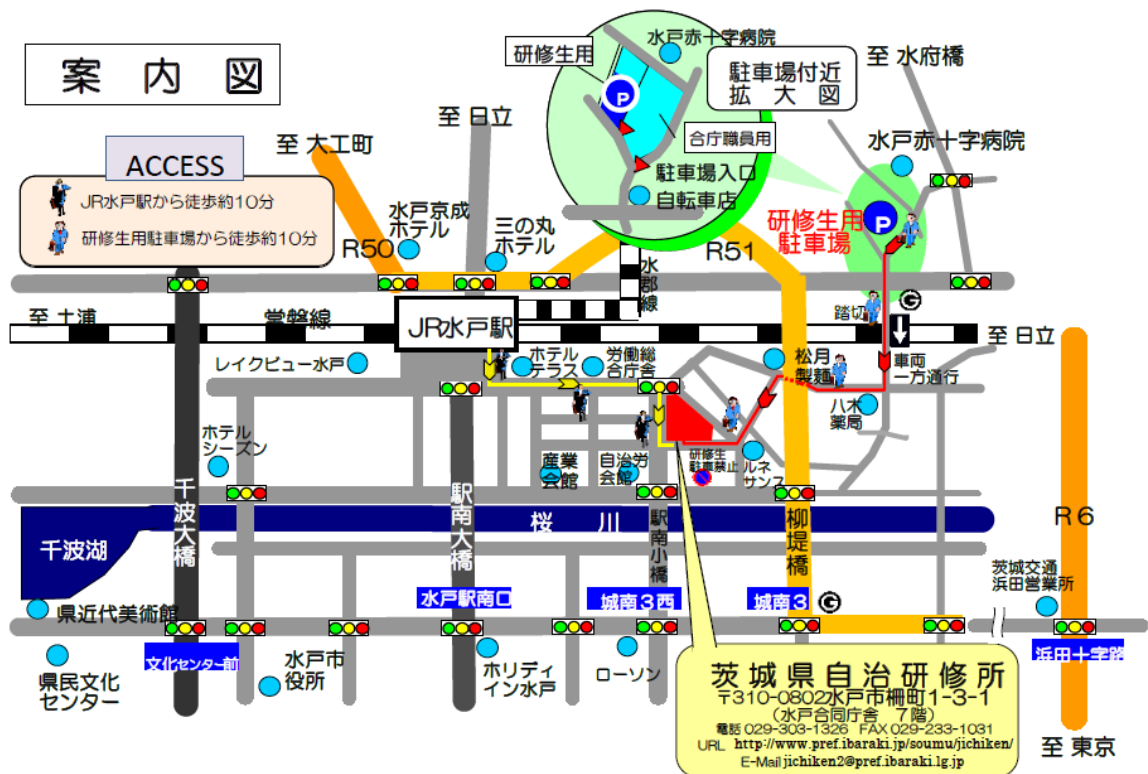 案内図
ACCESS
JR水戸駅から徒歩約10分
研修生用駐車場から徒歩約10分
研修生用
水戸赤十字病院
駐車場付近
拡大図
合庁職員用
駐車場入口
自転車店
P
至 水府橋
水戸赤十字病院
至 日立
至 大工町
水戸京成
ホテル
三の丸
ホテル
R50
R51
水郡線
研修生用
駐車場
P
踏切
G
至 土浦
常磐線
JR水戸駅
至 日立
レイクビュー水戸
ホテル
テラス
労働総
合庁舎
松月
製麺
車両
一方通行
八木
薬局
ホテル
シーズン
産業
会館
自治労
会館
研修生
駐車禁止
ルネ
サンス
千波大橋
駅南大橋
桜川
駅南小橋
柳堤橋
R6
千波湖
茨城交通
浜田営業所
県近代美術館
水戸駅南口
城南3西
城南3
G
文化センター前
浜田十字路
県民文化
センター
水戸市
役所
ホリディ
イン水戸
ローソン
茨城県自治研修所
〒310-0802水戸市柵町1-3-1
(水戸合同庁舎 7階)
電話 029-303-1326 FAX 029-233-1031
URL http://www.pref.ibaraki.jp/soumu/jichiken/
E-Mail jichiken2@pref.ibaraki.lg.jp
至 東京